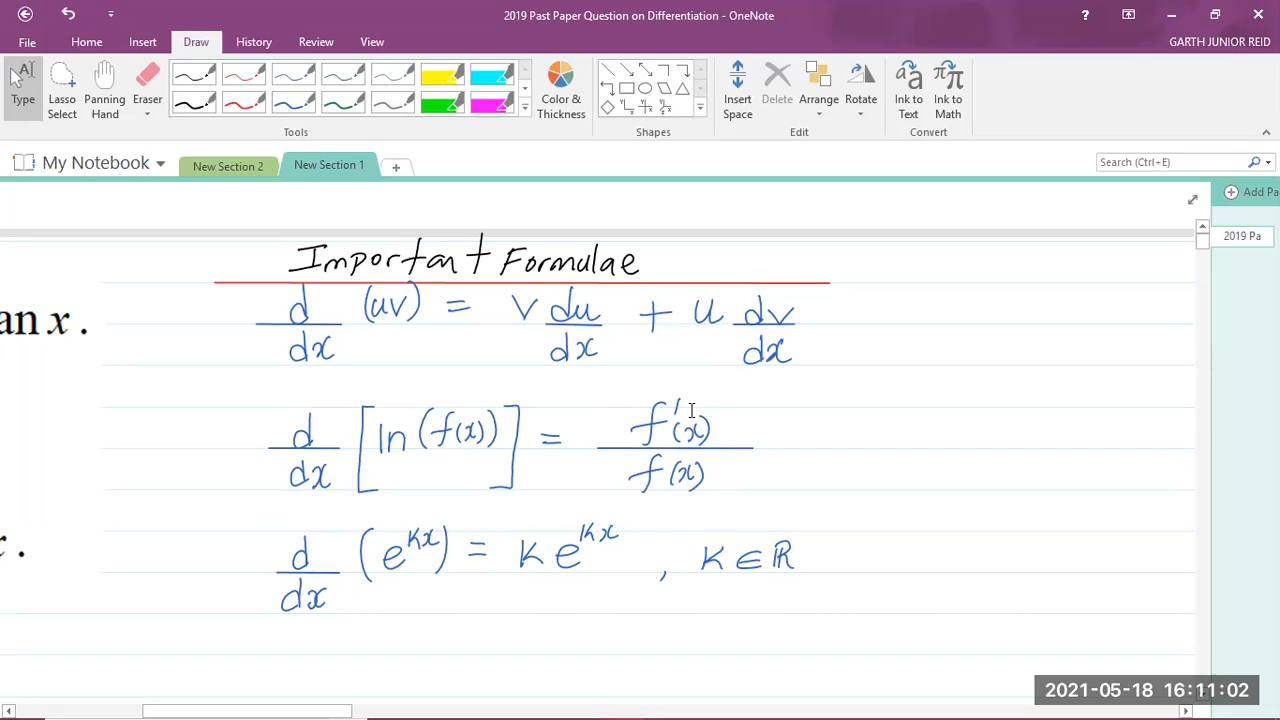 2019 Past Paper Question on Differentiation - OneNote
?
File Home Insert Draw History Review View GARTH JUNIOR REID
Type Lasso Select Panning Hand Eraser Color & Thickness Insert Space Delete Arrange Rotate Ink to Text Ink to Math
Tools Shapes Edit Convert
My Notebook New Section 2 New Section 1 + Search (Ctrl+E)
Add Pa
2019 Pa
Important Formulae
an x .
d/dx (uv) = v du/dx + u dv/dx
d/dx [ln(f(x))] = f'(x)/f(x)
x .
d/dx (e^{kx}) = k e^{kx} , k ∈ ℝ
2021-05-18 16:11:02